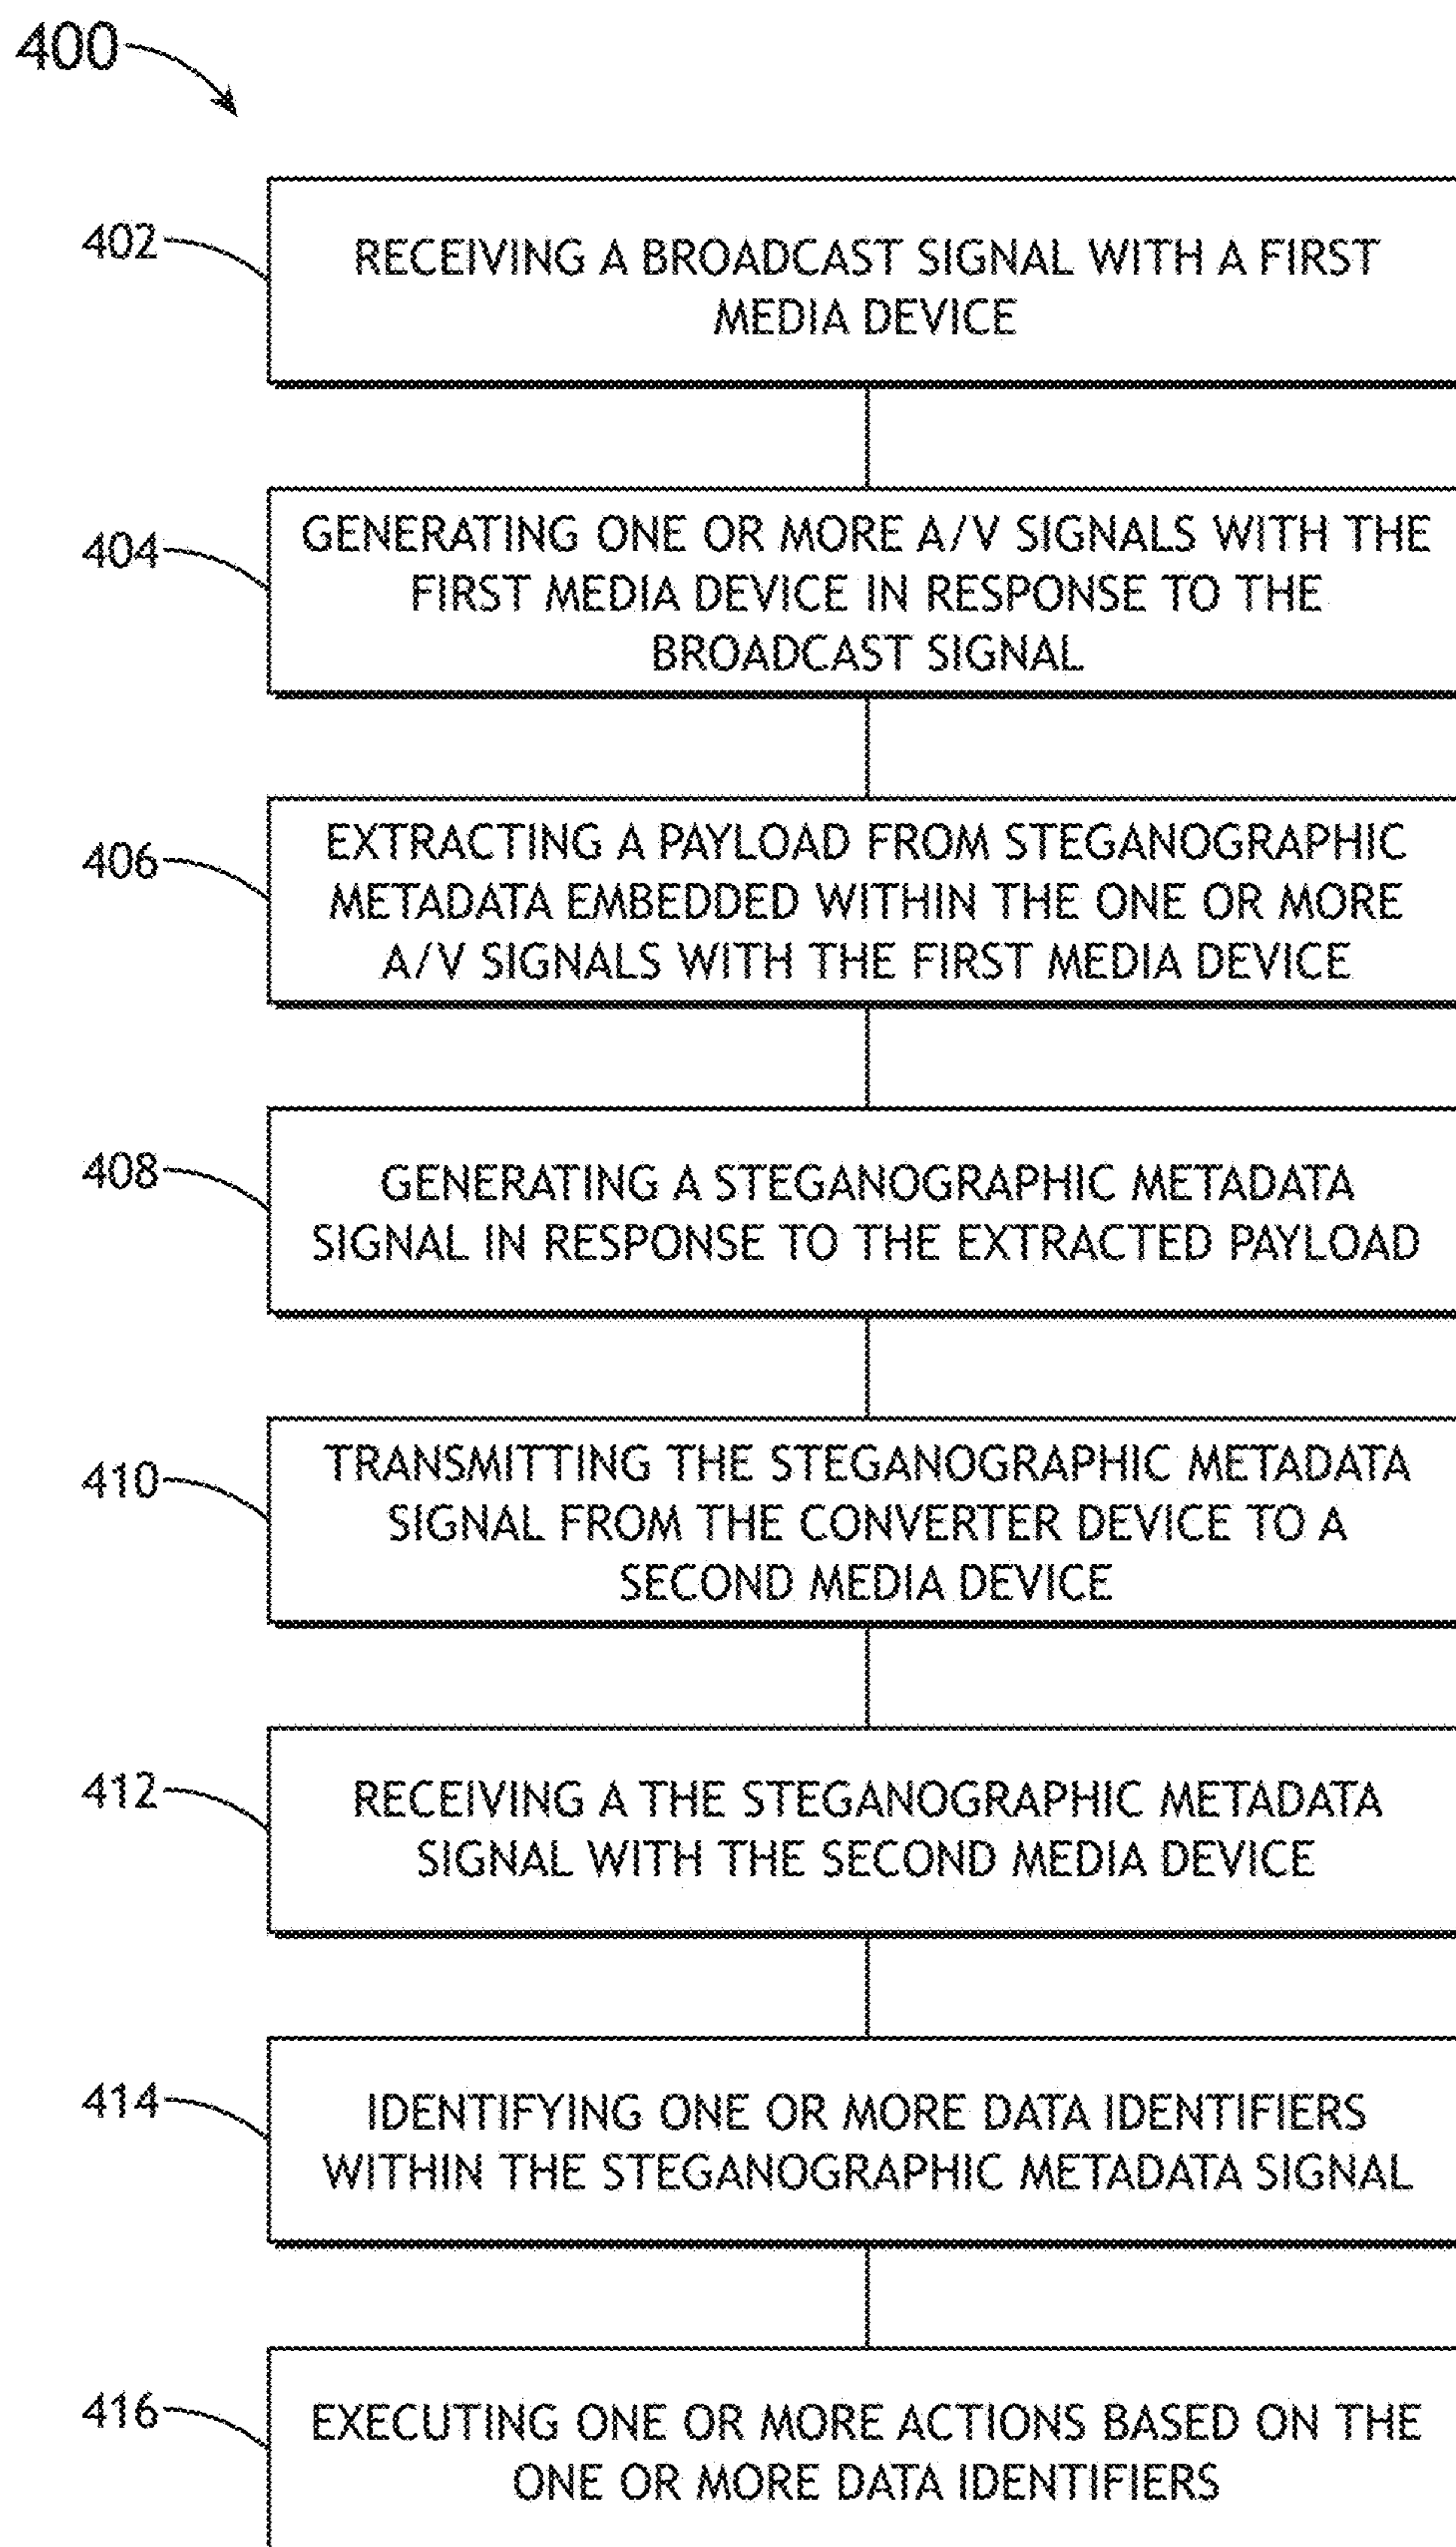 400
402
RECEIVING A BROADCAST SIGNAL WITH A FIRST
MEDIA DEVICE
404
GENERATING ONE OR MORE A/V SIGNALS WITH THE
FIRST MEDIA DEVICE IN RESPONSE TO THE
BROADCAST SIGNAL
406
EXTRACTING A PAYLOAD FROM STEGANOGRAPHIC
METADATA EMBEDDED WITHIN THE ONE OR MORE
A/V SIGNALS WITH THE FIRST MEDIA DEVICE
408
GENERATING A STEGANOGRAPHIC METADATA
SIGNAL IN RESPONSE TO THE EXTRACTED PAYLOAD
410
TRANSMITTING THE STEGANOGRAPHIC METADATA
SIGNAL FROM THE CONVERTER DEVICE TO A
SECOND MEDIA DEVICE
412
RECEIVING A THE STEGANOGRAPHIC METADATA
SIGNAL WITH THE SECOND MEDIA DEVICE
414
IDENTIFYING ONE OR MORE DATA IDENTIFIERS
WITHIN THE STEGANOGRAPHIC METADATA SIGNAL
416
EXECUTING ONE OR MORE ACTIONS BASED ON THE
ONE OR MORE DATA IDENTIFIERS